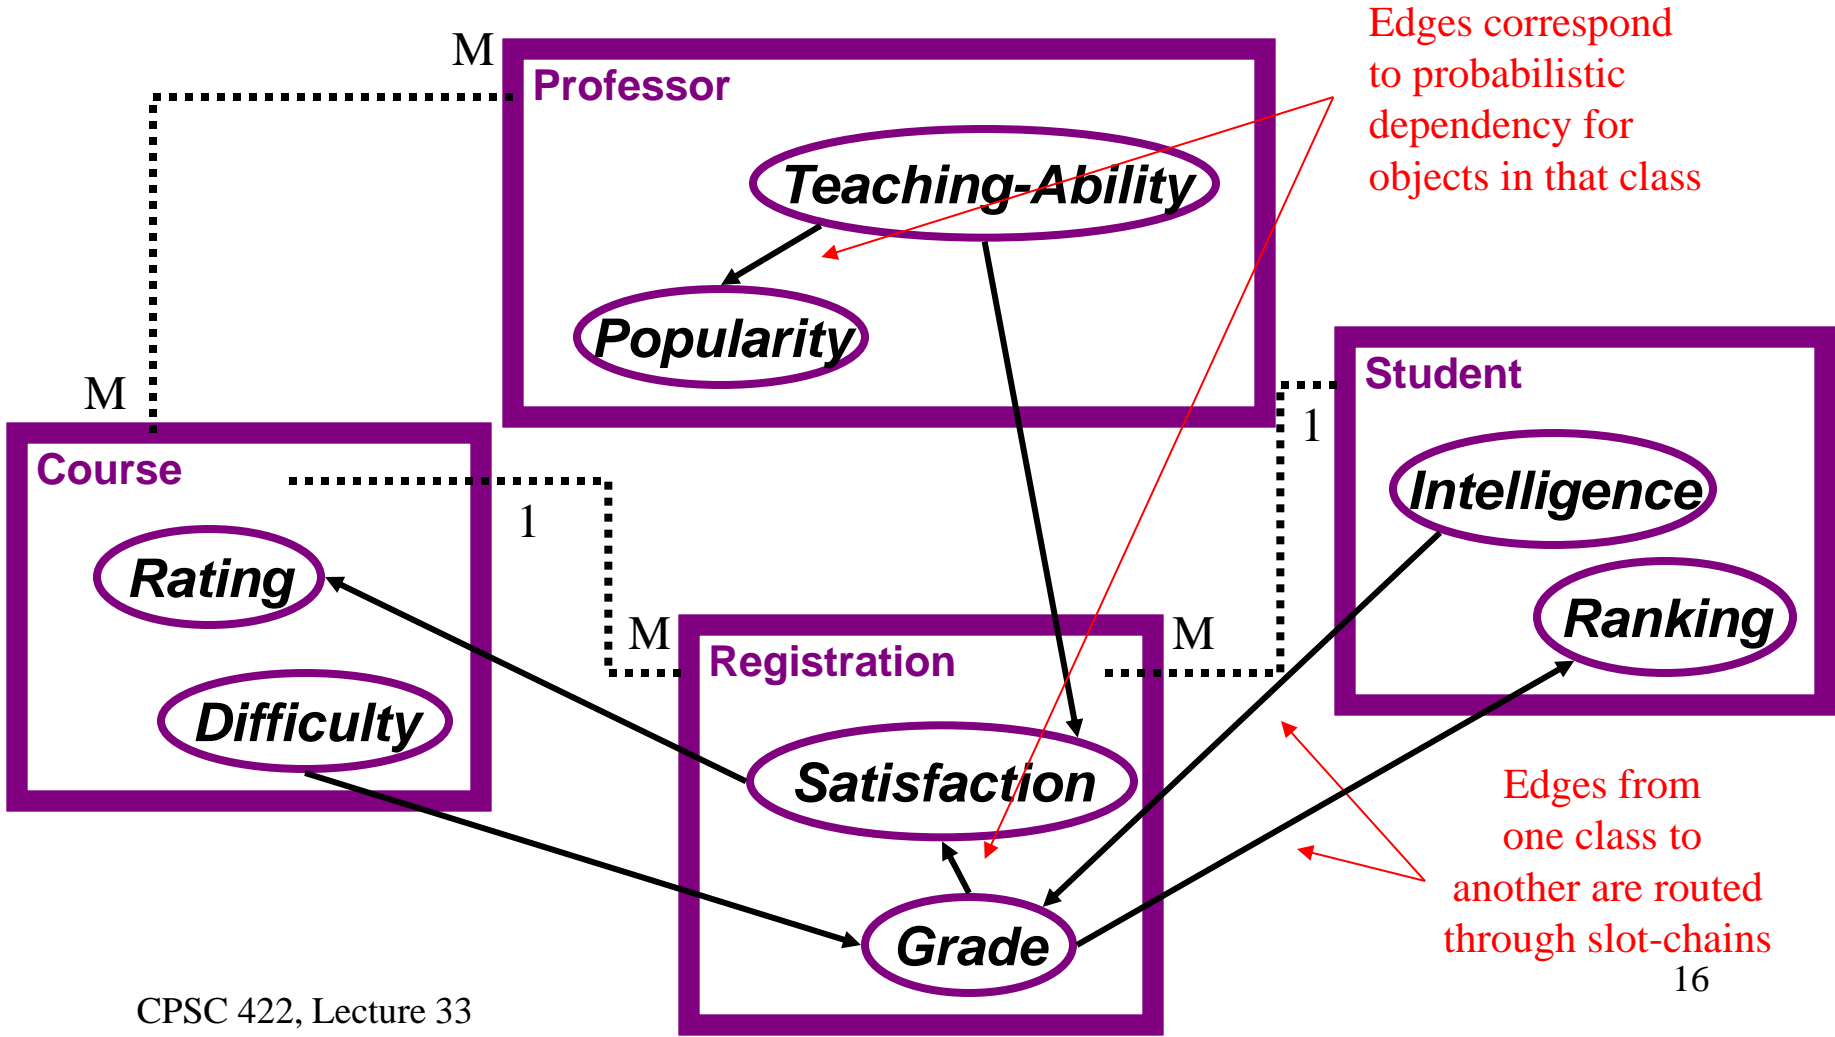 Edges correspond
to probabilistic
dependency for
objects in that class
M
Professor
Teaching-Ability
Popularity
M
Student
1
Intelligence
Ranking
Course
1
Rating
Difficulty
M
M
Registration
Satisfaction
Grade
Edges from
one class to
another are routed
through slot-chains
16
CPSC 422, Lecture 33